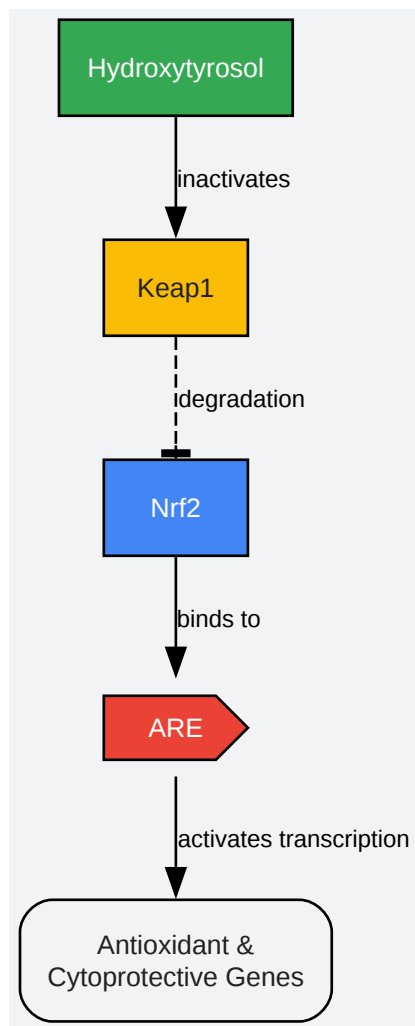 Hydroxytyrosol
inactivates
Keap1
degradation
Nrf2
binds to
ARE
activates transcription
Antioxidant &
Cytoprotective Genes